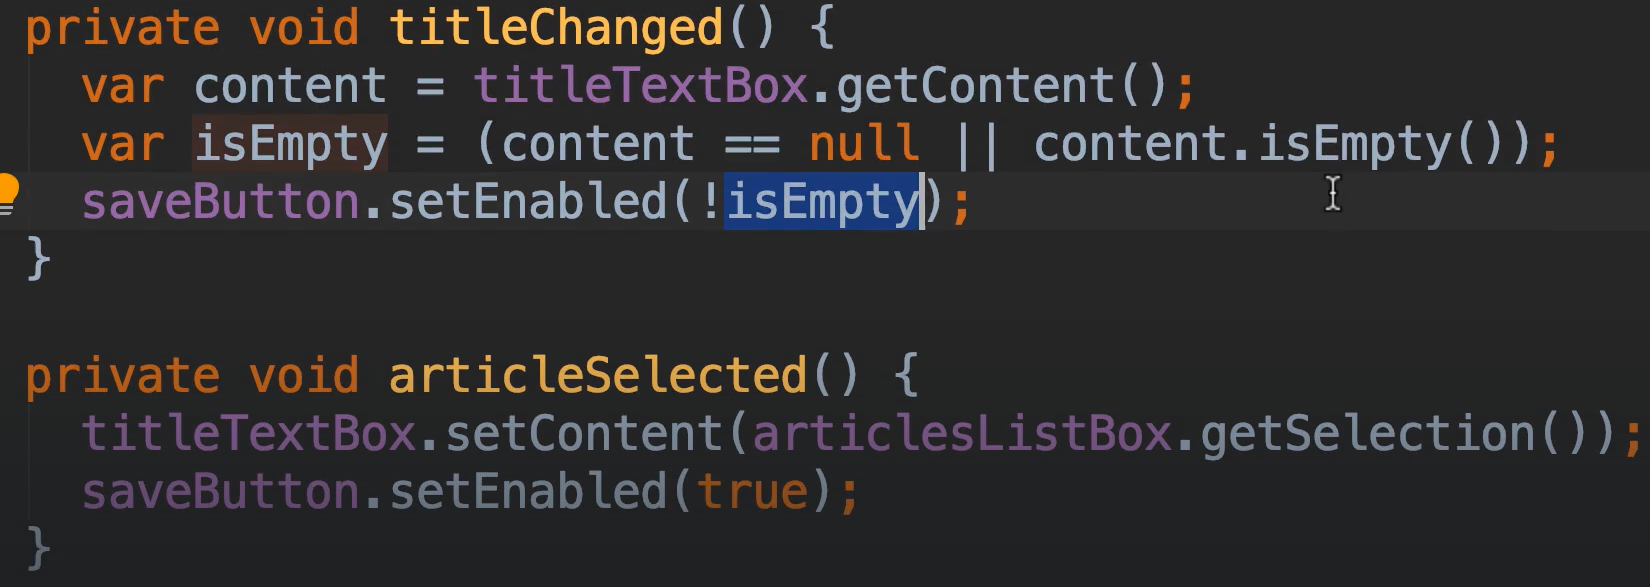 private void titleChanged() {
  var content = titleTextBox.getContent();
  var isEmpty = (content == null || content.isEmpty());
  saveButton.setEnabled(!isEmpty);
}
private void articleSelected() {
  titleTextBox.setContent(articlesListBox.getSelection());
  saveButton.setEnabled(true);
}